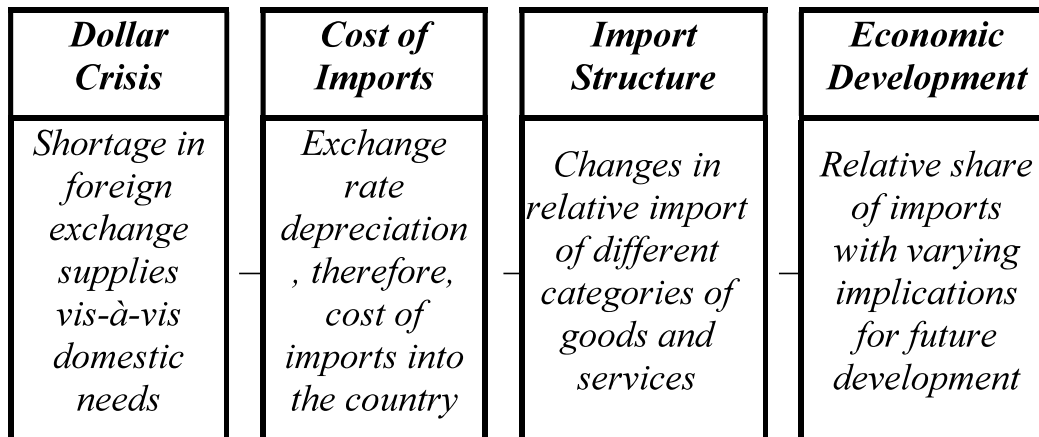 Dollar
Crisis
Shortage in
foreign
exchange
supplies
vis-à-vis
domestic
needs
Cost of
Imports
Exchange
rate
depreciation
, therefore,
cost of
imports into
the country
Import
Structure
Changes in
relative import
of different
categories of
goods and
services
Economic
Development
Relative share
of imports
with varying
implications
for future
development